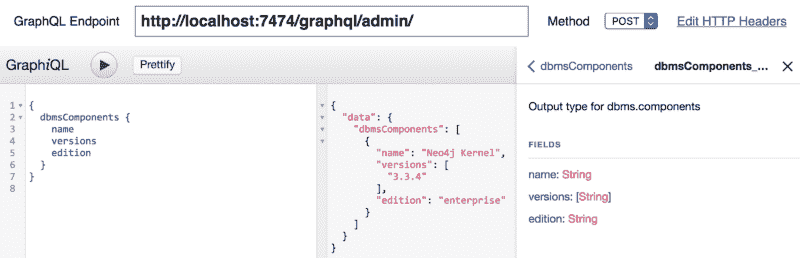 GraphQL Endpoint http://localhost:7474/graphql/admin/ Method POST Edit HTTP Headers
GraphiQL Prettify
1 {
2 dbmsComponents {
3 name
4 versions
5 edition
6 }
7 }
8
{
"data": {
"dbmsComponents": [
{
"name": "Neo4j Kernel",
"versions": [
"3.3.4"
],
"edition": "enterprise"
}
]
}
}
dbmsComponents dbmsComponents_...
Output type for dbms.components
FIELDS
name: String
versions: [String]
edition: String